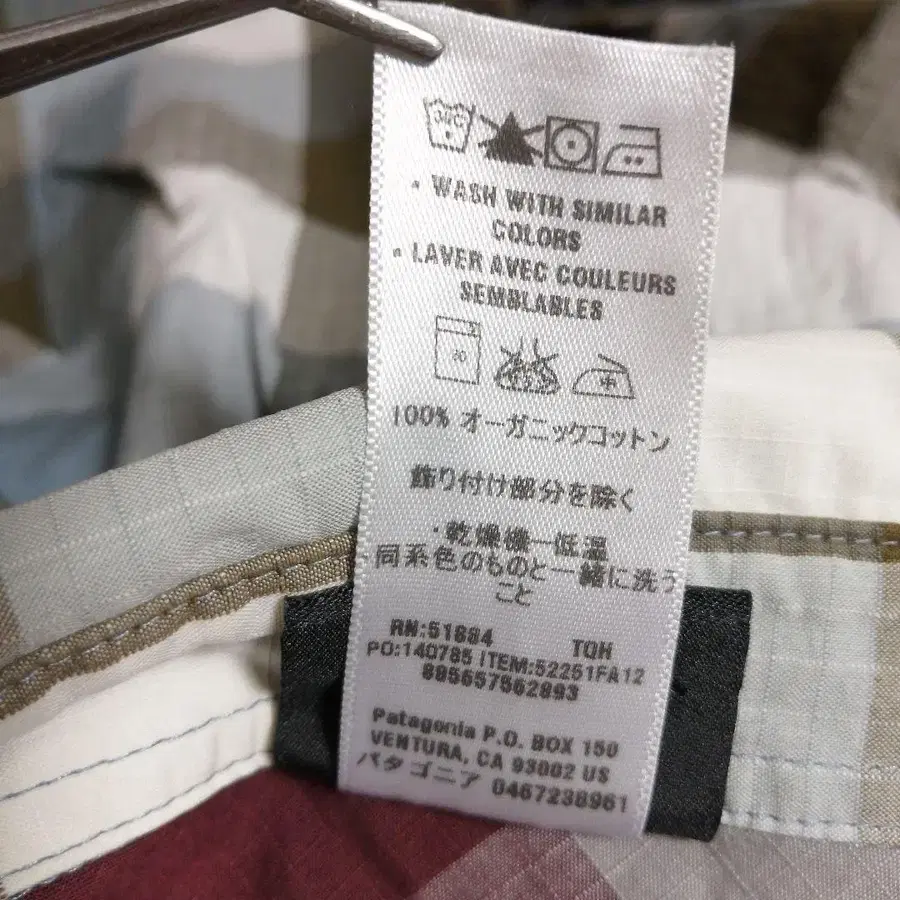 • WASH WITH SIMILAR
COLORS
• LAVER AVEC COULEURS
SEMBLABLES
100% オーガニックコットン
飾り付け部分を除く
・乾燥機ー低温
同系色のものと一緒に洗う
こと
RN:51884 TQH
PO:140785 ITEM:52251FA12
885657562893
Patagonia P.O. BOX 150
VENTURA, CA 93002 US
パタゴニア 0467238961